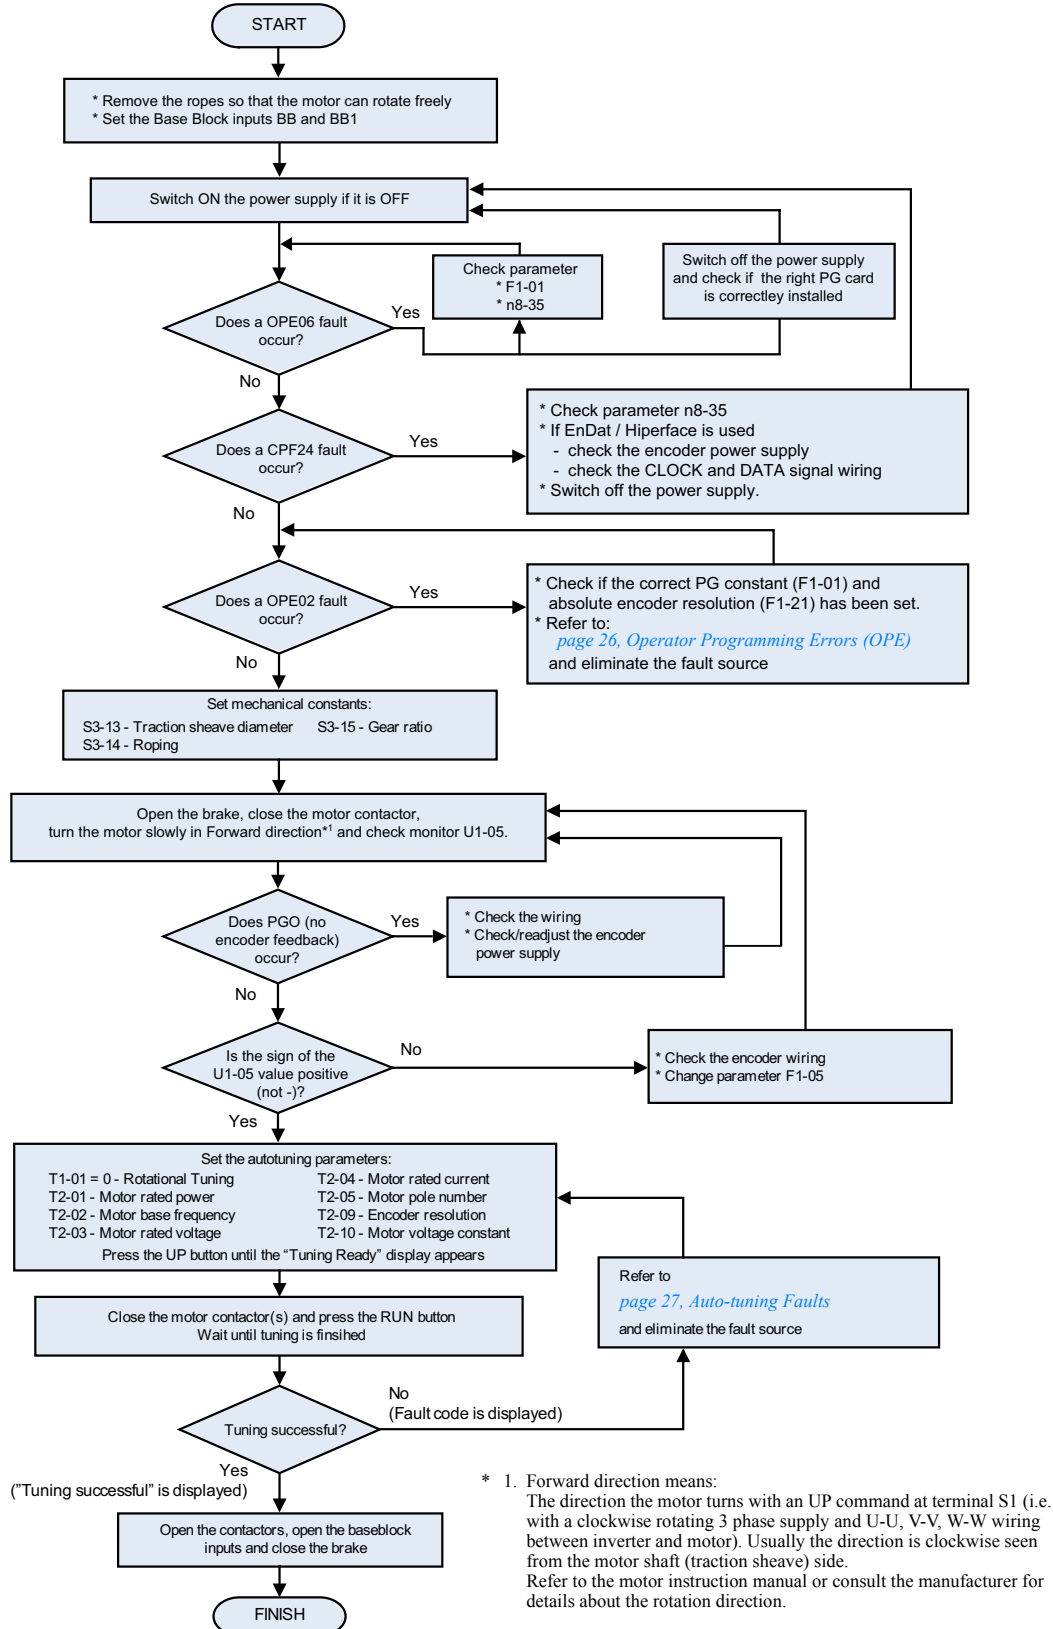 START
* Remove the ropes so that the motor can rotate freely
* Set the Base Block inputs BB and BB1
Switch ON the power supply if it is OFF
Check parameter
* F1-01
* n8-35
Switch off the power supply
and check if the right PG card
is correctley installed
Does a OPE06 fault
occur?
Yes
No
Does a CPF24 fault
occur?
Yes
* Check parameter n8-35
* If EnDat / Hiperface is used
- check the encoder power supply
- check the CLOCK and DATA signal wiring
* Switch off the power supply.
No
Does a OPE02 fault
occur?
Yes
* Check if the correct PG constant (F1-01) and
absolute encoder resolution (F1-21) has been set.
* Refer to:
page 26, Operator Programming Errors (OPE)
and eliminate the fault source
No
Set mechanical constants:
S3-13 - Traction sheave diameter S3-15 - Gear ratio
S3-14 - Roping
Open the brake, close the motor contactor,
turn the motor slowly in Forward direction*1 and check monitor U1-05.
Does PGO (no
encoder feedback)
occur?
Yes
* Check the wiring
* Check/readjust the encoder
power supply
No
Is the sign of the
U1-05 value positive
(not -)?
No
* Check the encoder wiring
* Change parameter F1-05
Yes
Set the autotuning parameters:
T1-01 = 0 - Rotational Tuning T2-04 - Motor rated current
T2-01 - Motor rated power T2-05 - Motor pole number
T2-02 - Motor base frequency T2-09 - Encoder resolution
T2-03 - Motor rated voltage T2-10 - Motor voltage constant
Press the UP button until the “Tuning Ready” display appears
Refer to
page 27, Auto-tuning Faults
and eliminate the fault source
Close the motor contactor(s) and press the RUN button
Wait until tuning is finsihed
Tuning successful?
No
(Fault code is displayed)
Yes
(”Tuning successful” is displayed)
Open the contactors, open the baseblock
inputs and close the brake
FINISH
* 1. Forward direction means:
The direction the motor turns with an UP command at terminal S1 (i.e.
with a clockwise rotating 3 phase supply and U-U, V-V, W-W wiring
between inverter and motor). Usually the direction is clockwise seen
from the motor shaft (traction sheave) side.
Refer to the motor instruction manual or consult the manufacturer for
details about the rotation direction.